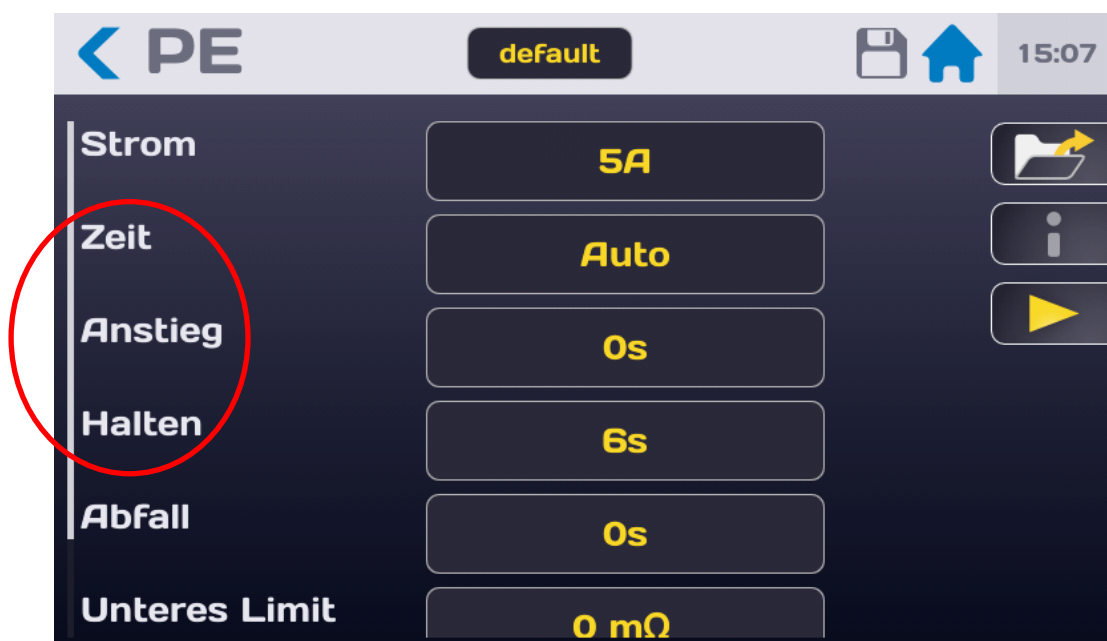 PE default 15:07
Strom 5A
Zeit Auto
Anstieg 0s
Halten 6s
Abfall 0s
Unteres Limit 0 mΩ